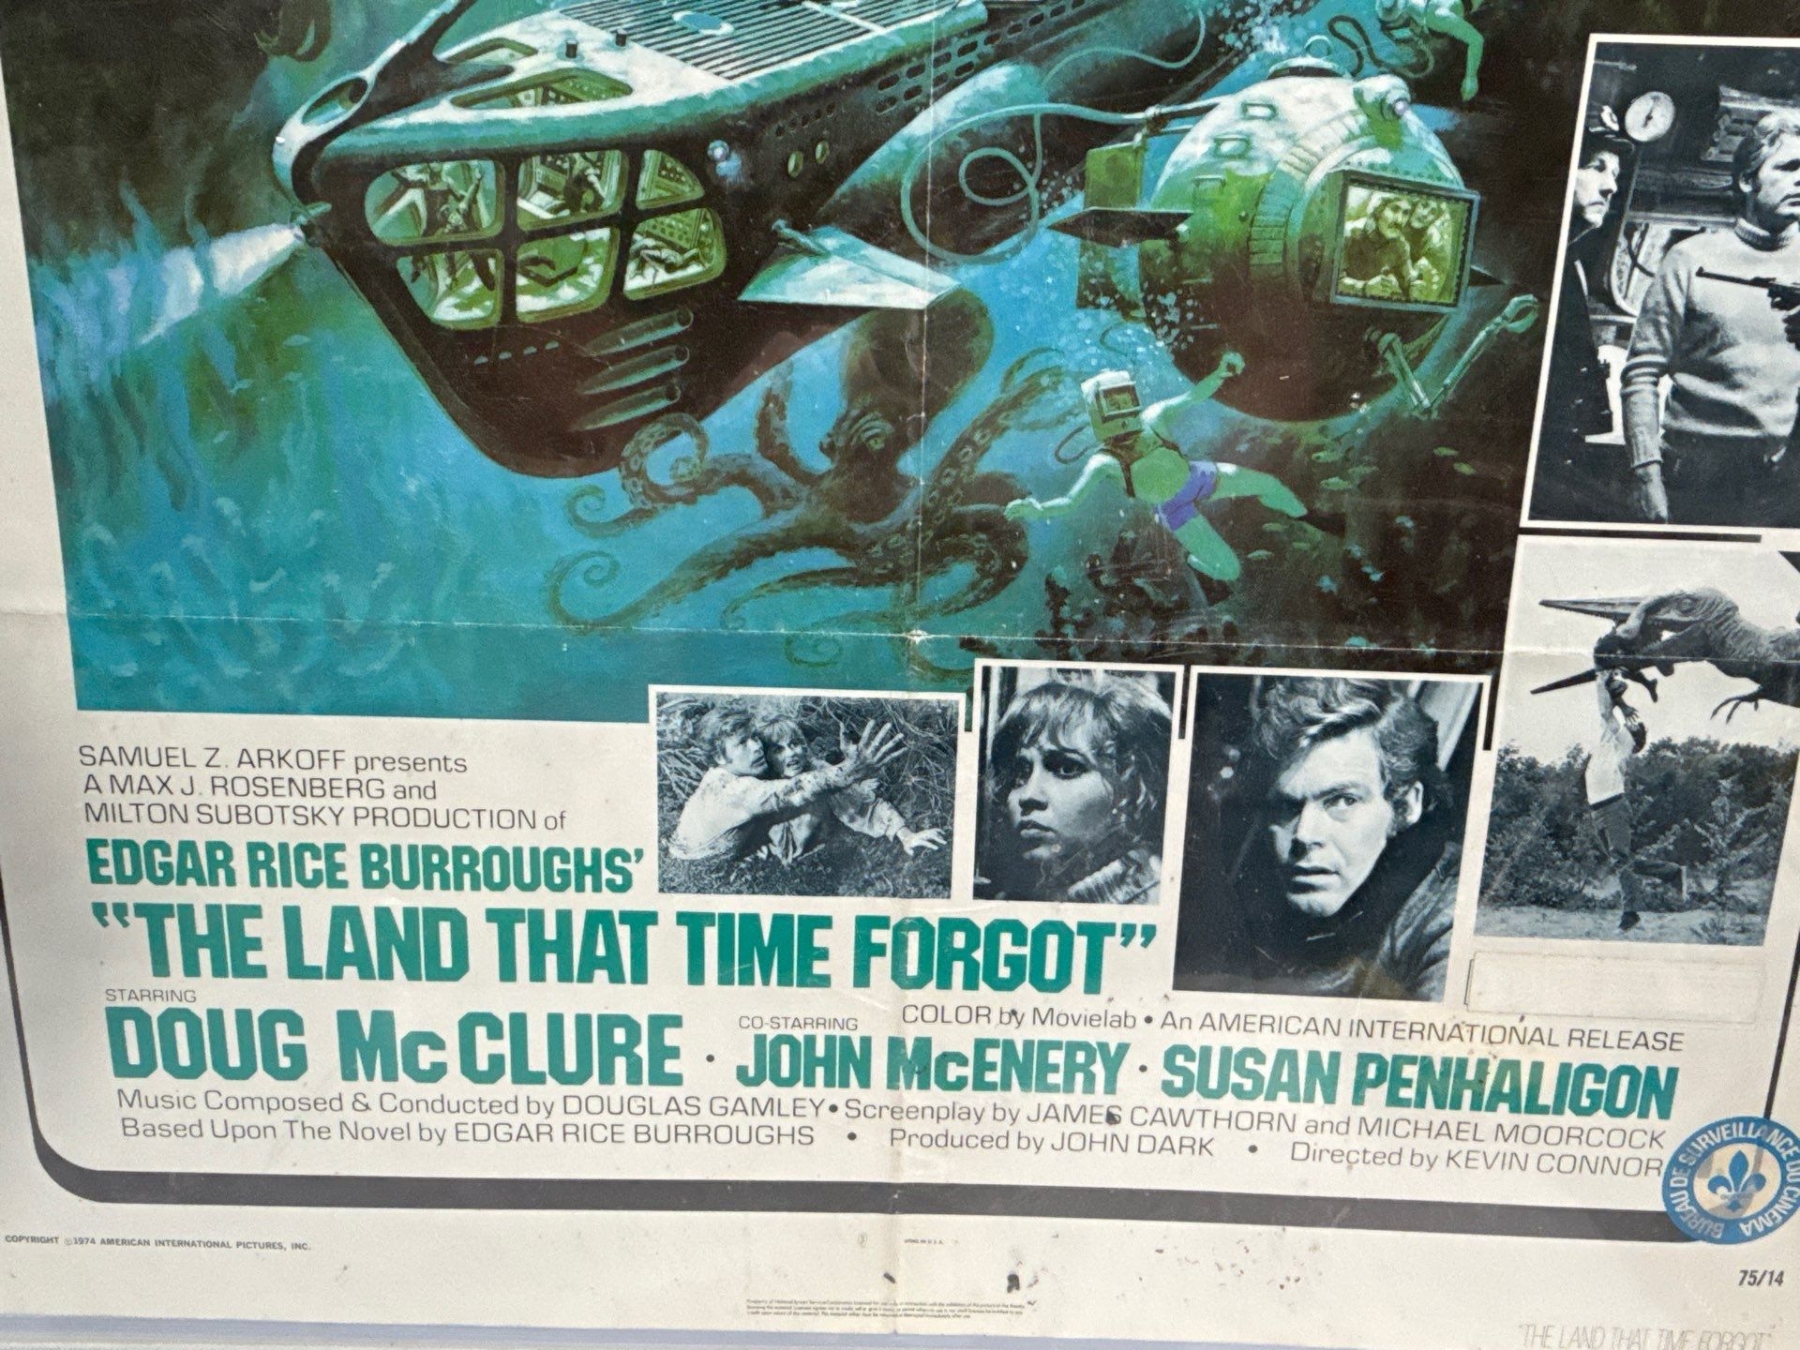 SAMUEL Z. ARKOFF presents
A MAX J. ROSENBERG and
MILTON SUBOTSKY PRODUCTION of
EDGAR RICE BURROUGHS'
"THE LAND THAT TIME FORGOT"
STARRING
DOUG McCLURE ·
CO-STARRING
JOHN McENERY · SUSAN PENHALIGON
COLOR by Movielab • An AMERICAN INTERNATIONAL RELEASE
Music Composed & Conducted by DOUGLAS GAMLEY • Screenplay by JAMES CAWTHORN and MICHAEL MOORCOCK
Based Upon The Novel by EDGAR RICE BURROUGHS • Produced by JOHN DARK • Directed by KEVIN CONNOR
BUREAU DE SURVEILLANCE DU CINEMA
COPYRIGHT ©1974 AMERICAN INTERNATIONAL PICTURES, INC.
75/14
"THE LAND THAT TIME FORGOT"